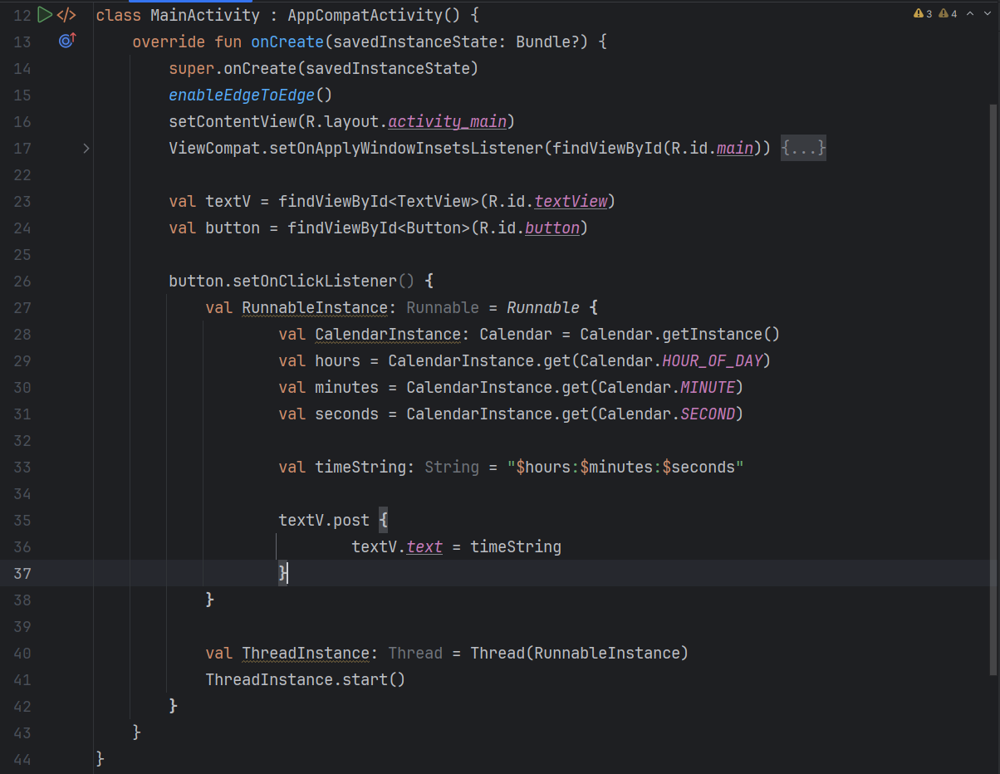 12 </> class MainActivity : AppCompatActivity() { 3 4
13 override fun onCreate(savedInstanceState: Bundle?) {
14 super.onCreate(savedInstanceState)
15 enableEdgeToEdge()
16 setContentView(R.layout.activity_main)
17 ViewCompat.setOnApplyWindowInsetsListener(findViewById(R.id.main)) {...}
22
23 val textV = findViewById<TextView>(R.id.textView)
24 val button = findViewById<Button>(R.id.button)
25
26 button.setOnClickListener() {
27 val RunnableInstance: Runnable = Runnable {
28 val CalendarInstance: Calendar = Calendar.getInstance()
29 val hours = CalendarInstance.get(Calendar.HOUR_OF_DAY)
30 val minutes = CalendarInstance.get(Calendar.MINUTE)
31 val seconds = CalendarInstance.get(Calendar.SECOND)
32
33 val timeString: String = "$hours:$minutes:$seconds"
34
35 textV.post {
36 textV.text = timeString
37 }
38 }
39
40 val ThreadInstance: Thread = Thread(RunnableInstance)
41 ThreadInstance.start()
42 }
43 }
44 }